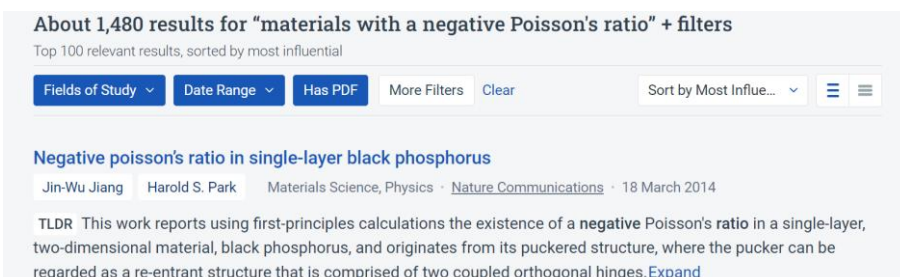 About 1,480 results for “materials with a negative Poisson's ratio” + filters
Top 100 relevant results, sorted by most influential
Fields of Study Date Range Has PDF More Filters Clear Sort by Most Influe...
Negative poisson’s ratio in single-layer black phosphorus
Jin-Wu Jiang Harold S. Park Materials Science, Physics · Nature Communications · 18 March 2014
TLDR This work reports using first-principles calculations the existence of a negative Poisson's ratio in a single-layer,
two-dimensional material, black phosphorus, and originates from its puckered structure, where the pucker can be
regarded as a re-entrant structure that is comprised of two coupled orthogonal hinges.Expand